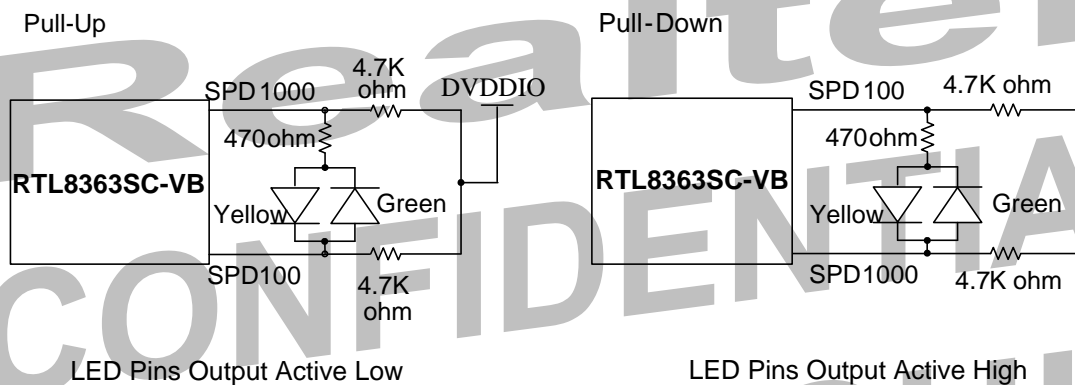 Pull-Up
SPD1000
4.7K
ohm
DVDDIO
470ohm
RTL8363SC-VB
Yellow
Green
SPD100
4.7K
ohm
LED Pins Output Active Low
Pull-Down
SPD100
4.7K ohm
470ohm
RTL8363SC-VB
Yellow
Green
SPD1000
4.7K ohm
LED Pins Output Active High
Realte
CONFIDENTIA